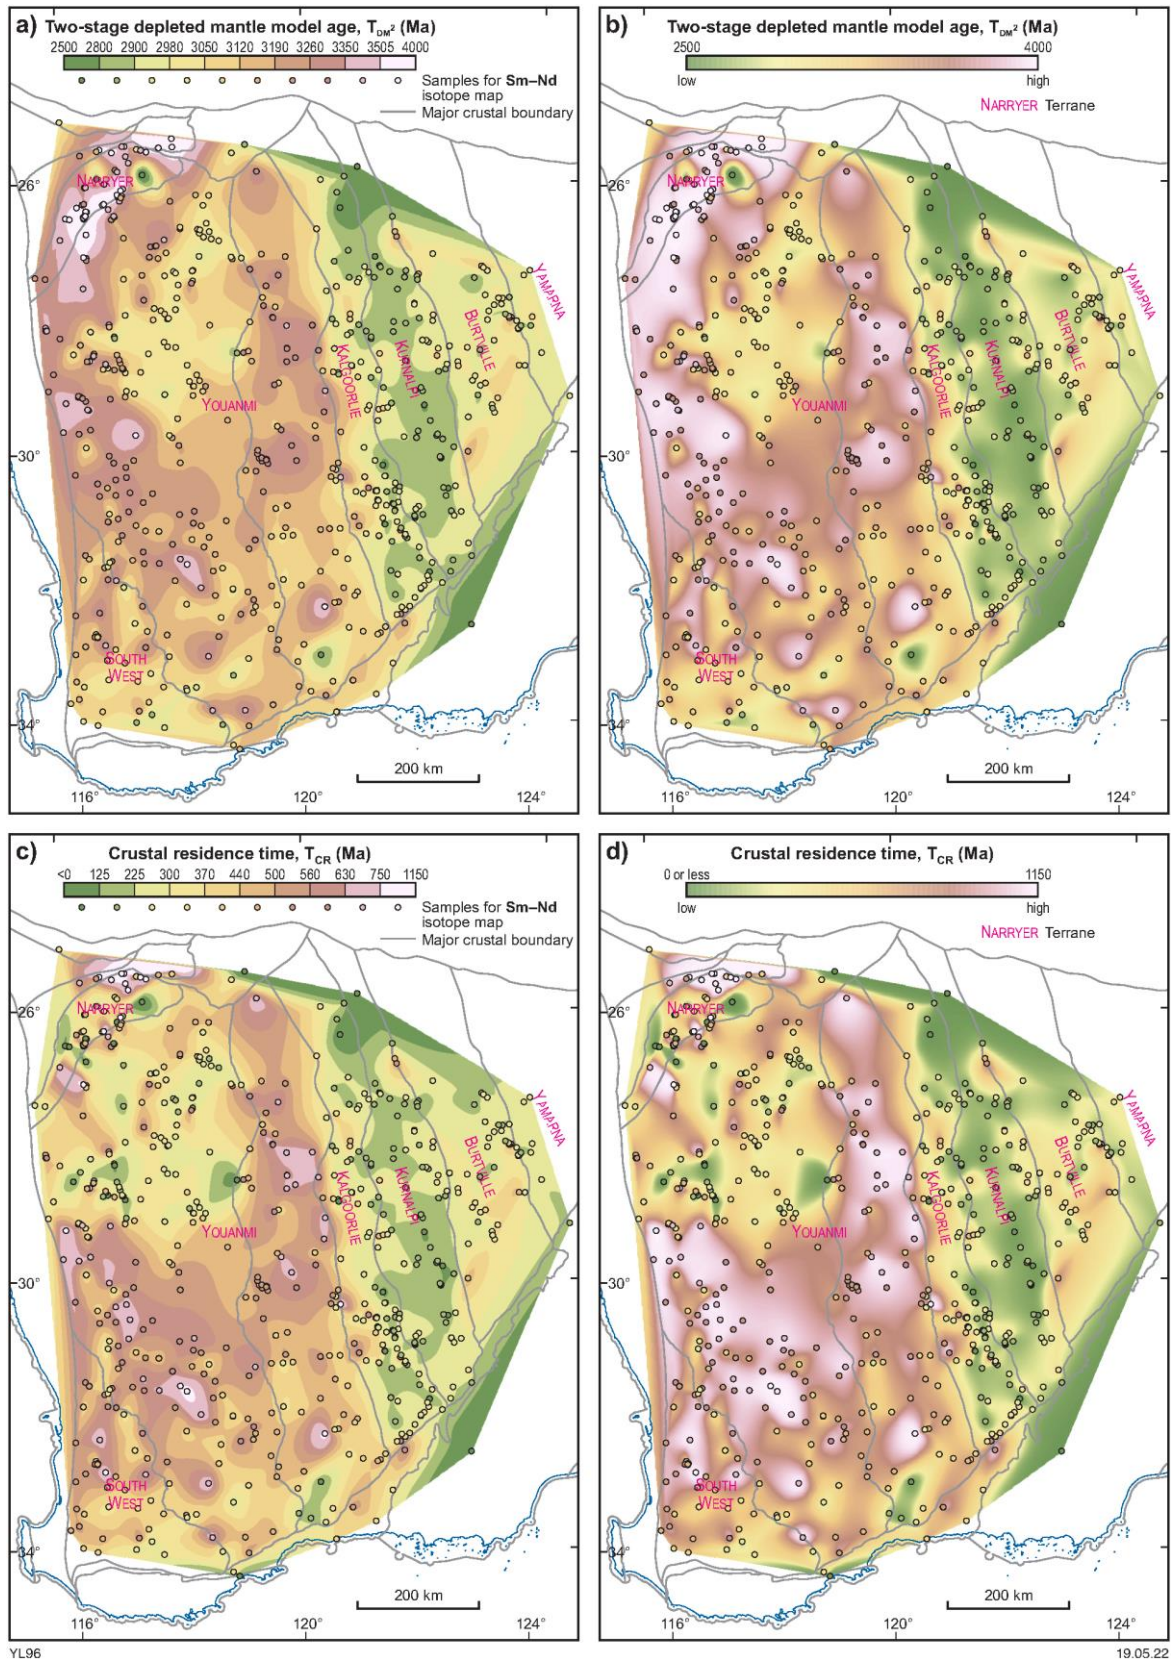 a) Two-stage depleted mantle model age, TDM² (Ma)
2500 2800 2900 2980 3050 3120 3190 3260 3350 3505 4000
Samples for Sm–Nd
isotope map
Major crustal boundary
NARRYER
26°
YAMARNA
BURTVILLE
KURNALPI
KALGOORLIE
YOUANMI
30°
SOUTH
WEST
34°
200 km
116° 120° 124°
b) Two-stage depleted mantle model age, TDM² (Ma)
2500 4000
low high
NARRYER Terrane
NARRYER
26°
YAMARNA
BURTVILLE
KURNALPI
KALGOORLIE
YOUANMI
30°
SOUTH
WEST
34°
200 km
116° 120° 124°
c) Crustal residence time, TCR (Ma)
<0 125 225 300 370 440 500 560 630 750 1150
Samples for Sm–Nd
isotope map
Major crustal boundary
NARRYER
26°
YAMARNA
BURTVILLE
KURNALPI
KALGOORLIE
YOUANMI
30°
SOUTH
WEST
34°
200 km
116° 120° 124°
d) Crustal residence time, TCR (Ma)
0 or less 1150
low high
NARRYER Terrane
NARRYER
26°
YAMARNA
BURTVILLE
KURNALPI
KALGOORLIE
YOUANMI
30°
SOUTH
WEST
34°
200 km
116° 120° 124°
YL96 19.05.22